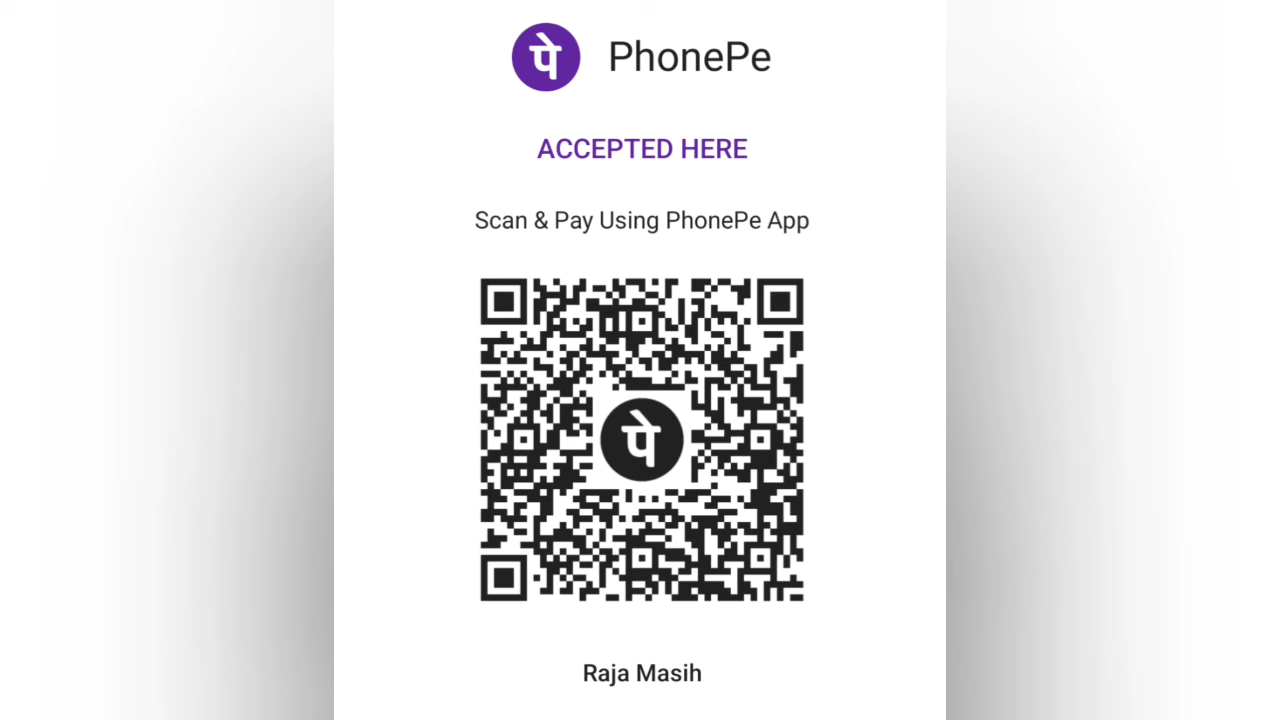 पे PhonePe
ACCEPTED HERE
Scan & Pay Using PhonePe App
पे
Raja Masih